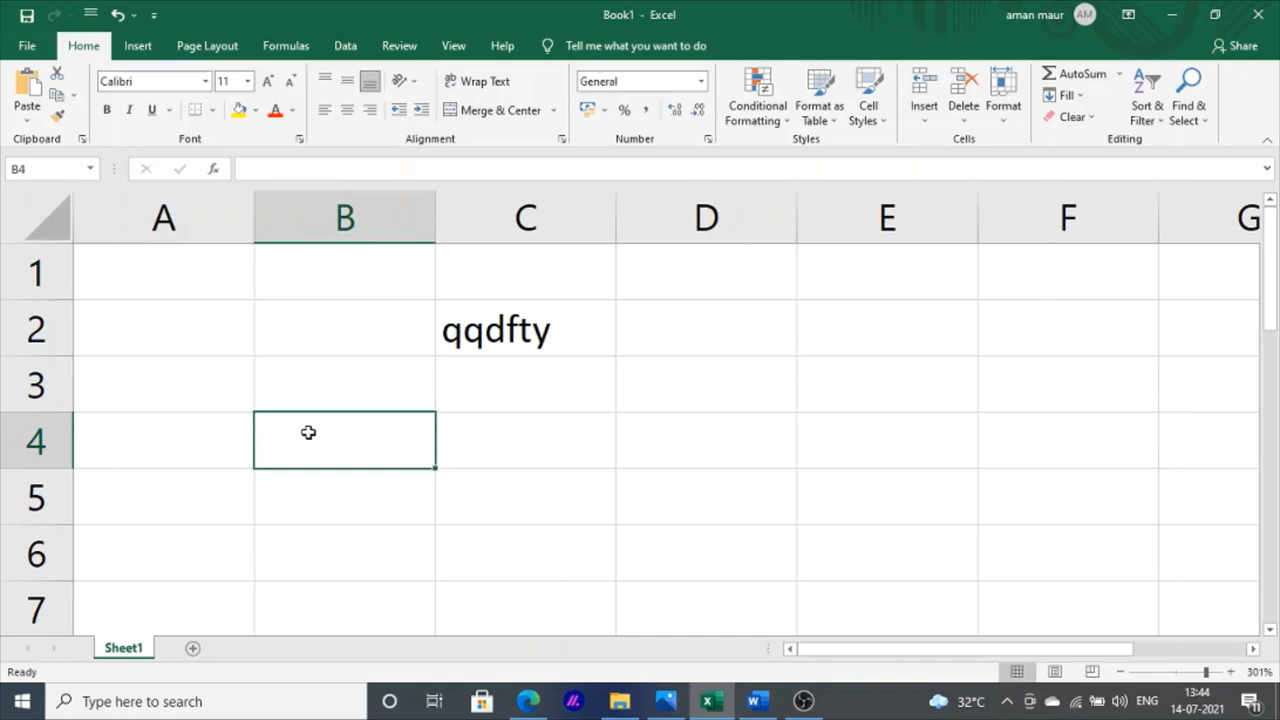 Book1 - Excel
aman maur AM
File Home Insert Page Layout Formulas Data Review View Help Tell me what you want to do Share
Paste Calibri 11 B I U A Wrap Text Merge & Center General % , Conditional Formatting Format as Table Cell Styles Insert Delete Format AutoSum Fill Clear Sort & Filter Find & Select
Clipboard Font Alignment Number Styles Cells Editing
B4 fx
A B C D E F G
1
2 qqdfty
3
4
5
6
7
Sheet1
Ready 301%
Type here to search 32°C ENG 13:44
14-07-2021 11